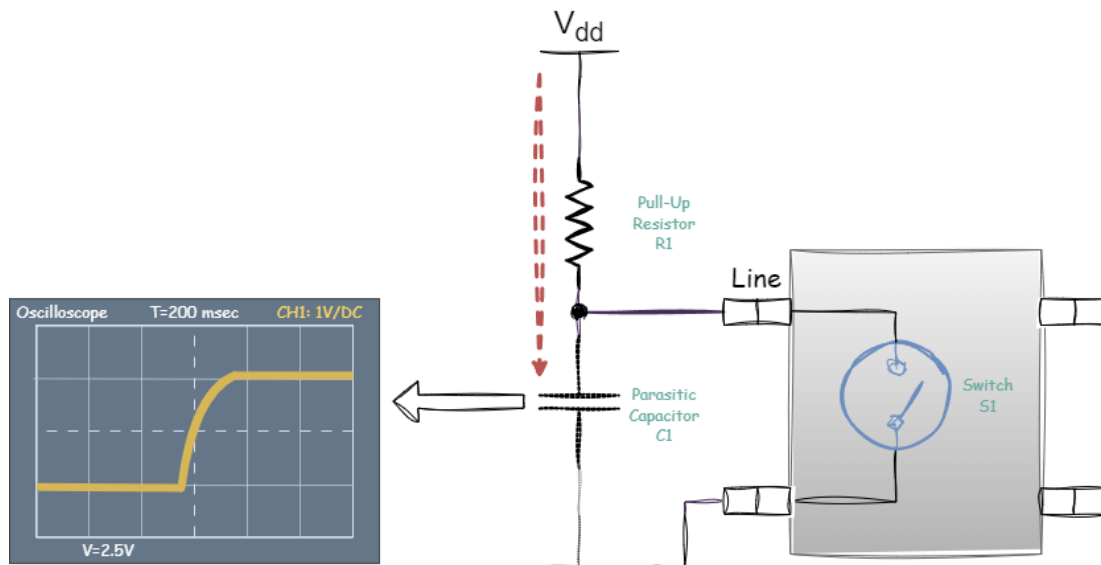 Vdd
Pull-Up
Resistor
R1
Line
Oscilloscope T=200 msec CH1: 1V/DC
Parasitic
Capacitor
C1
Switch
S1
V=2.5V